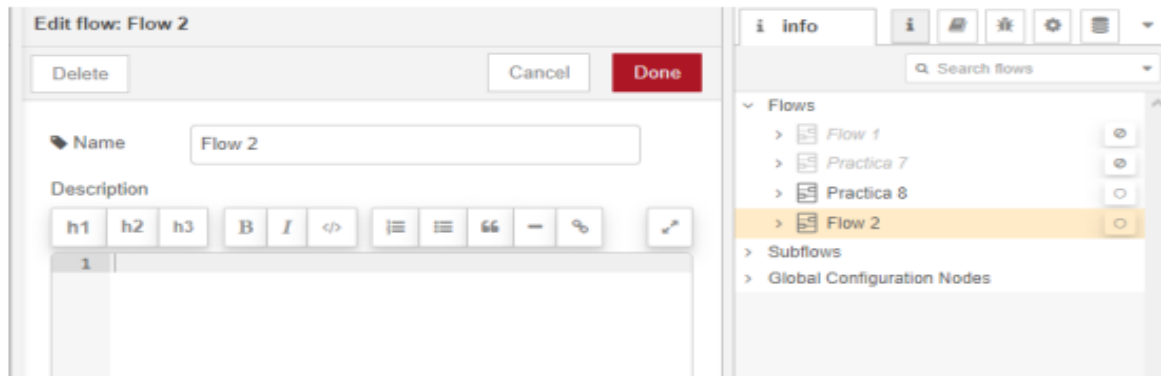 Edit flow: Flow 2
Delete
Cancel
Done
Name
Flow 2
Description
h1 h2 h3 B I </>
1
i info
i
Search flows
Flows
Flow 1
Practica 7
Practica 8
Flow 2
Subflows
Global Configuration Nodes